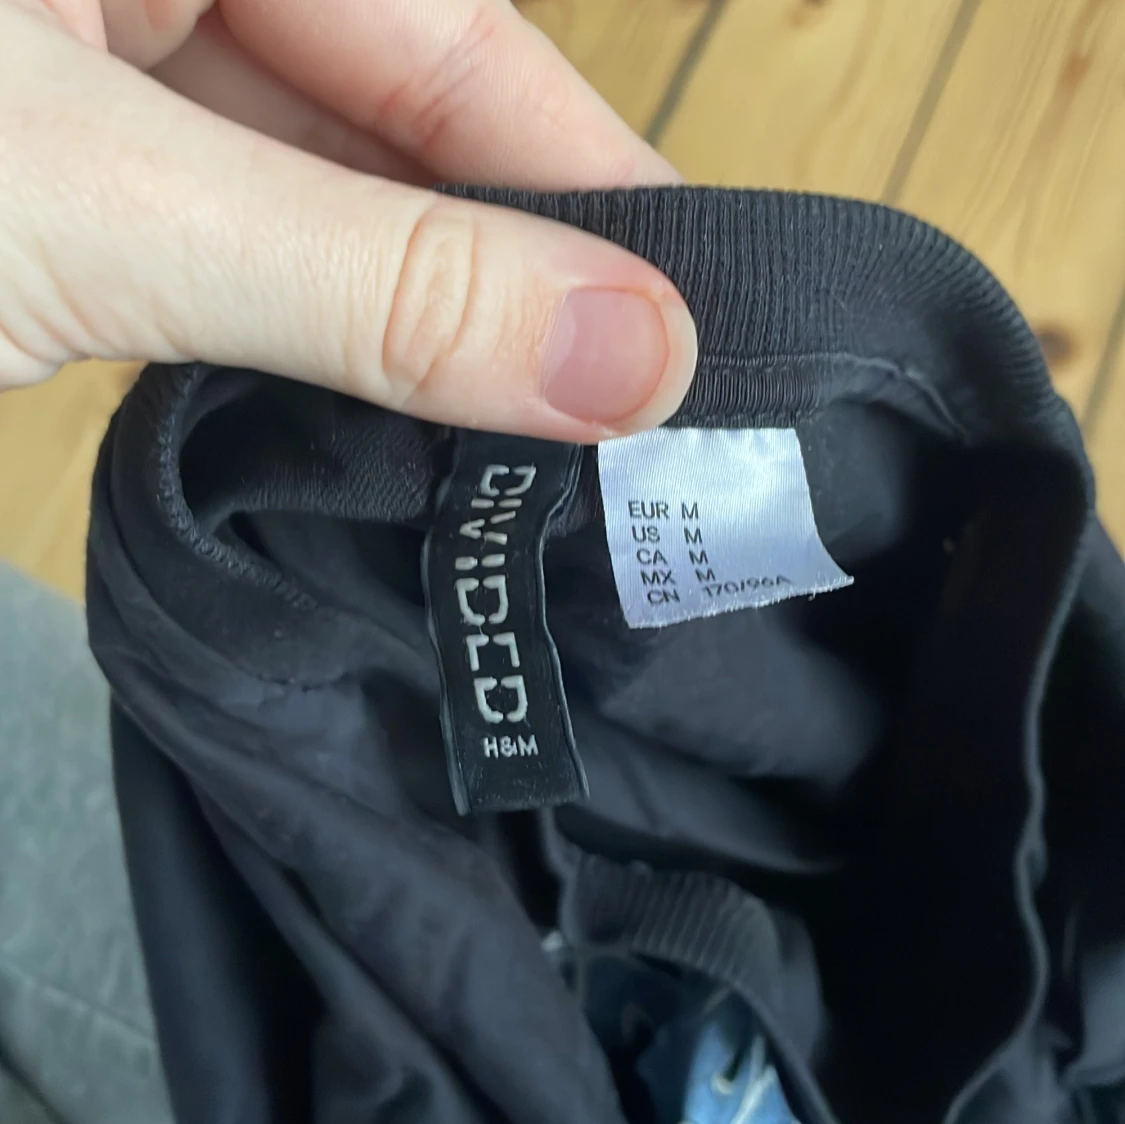 DIVIDED
H&M
EUR M
US M
CA M
MX M
CN 170/96A